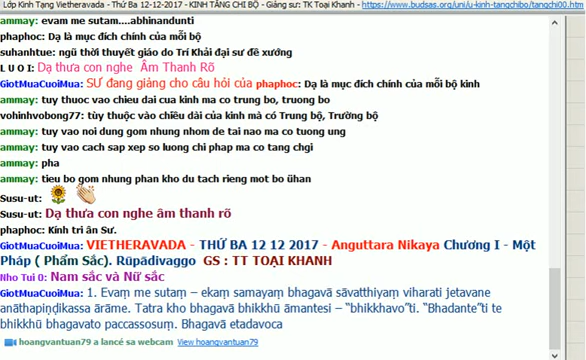 Lớp Kinh Tạng Vietheravada - Thứ Ba 12-12-2017 - KINH TĂNG CHI BỘ - Giảng sư: TK Toại Khanh - https://www.budsas.org/uni/u-kinh-tangchibo/tangchi00.htm
ammay: evam me sutam....abhinandunti
phaphoc: Dạ là mục đích chính của mỗi bộ
suhanhtue: ngũ thời thuyết giáo do Trí Khải đại sư đề xướng
L U O I: Dạ thưa con nghe Âm Thanh Rõ
GiotMuaCuoiMua: SƯ đang giảng cho câu hỏi của phaphoc: Dạ là mục đích chính của mỗi bộ kinh
ammay: tuy thuoc vao chieu dai cua kinh ma co trung bo, truong bo
vohinhvobong77: tùy thuộc vào chiều dài của kinh mà có Trung bộ, Trường bộ
ammay: tuy vao noi dung gom nhung nhom de tai nao ma co tuong ung
ammay: tuy vao cach sap xep so luong chi phap ma co tang chgi
ammay: pha
ammay: tieu bo gom nhung phan kho du tach rieng mot bo ühan
Susu-ut:
Susu-ut: Dạ thưa con nghe âm thanh rõ
phaphoc: Kính tri ân Sư.
GiotMuaCuoiMua: VIETHERAVADA - THỨ BA 12 12 2017 - Anguttara Nikaya Chương I - Một
Pháp ( Phẩm Sắc). Rūpādivaggo GS : TT TOẠI KHANH
Nho Tui 0: Nam sắc và Nữ sắc
GiotMuaCuoiMua: 1. Evaṃ me sutaṃ – ekaṃ samayaṃ bhagavā sāvatthiyaṃ viharati jetavane
anāthapiṇḍikassa ārāme. Tatra kho bhagavā bhikkhū āmantesi – “bhikkhavo”ti. “Bhadante”ti te
bhikkhū bhagavato paccassosuṃ. Bhagavā etadavoca
hoangvantuan79 a lancé sa webcam View hoangvantuan79